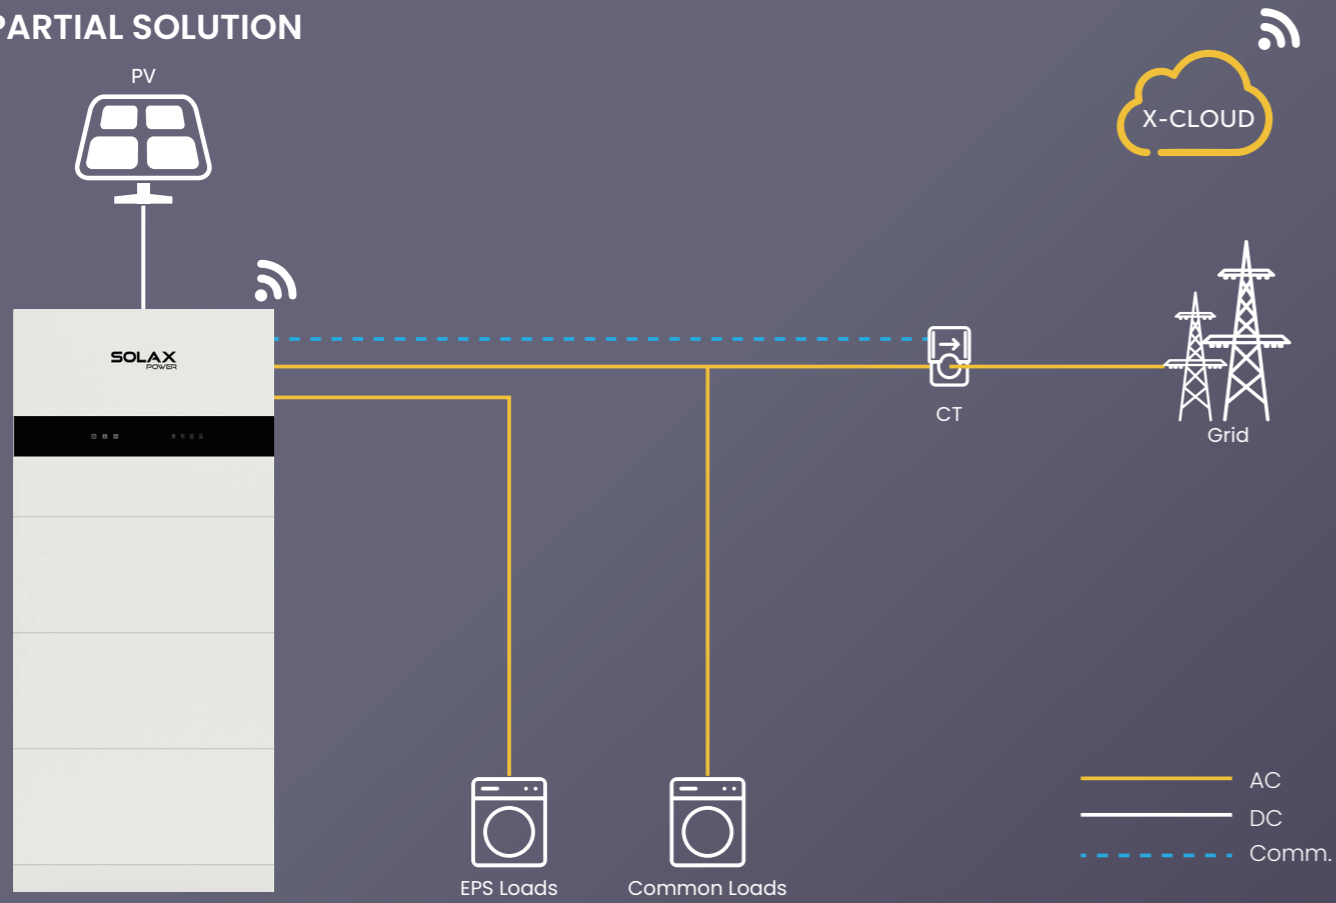 PARTIAL SOLUTION
PV
X-CLOUD
SOLAX
POWER
CT
Grid
AC
DC
Comm.
EPS Loads
Common Loads